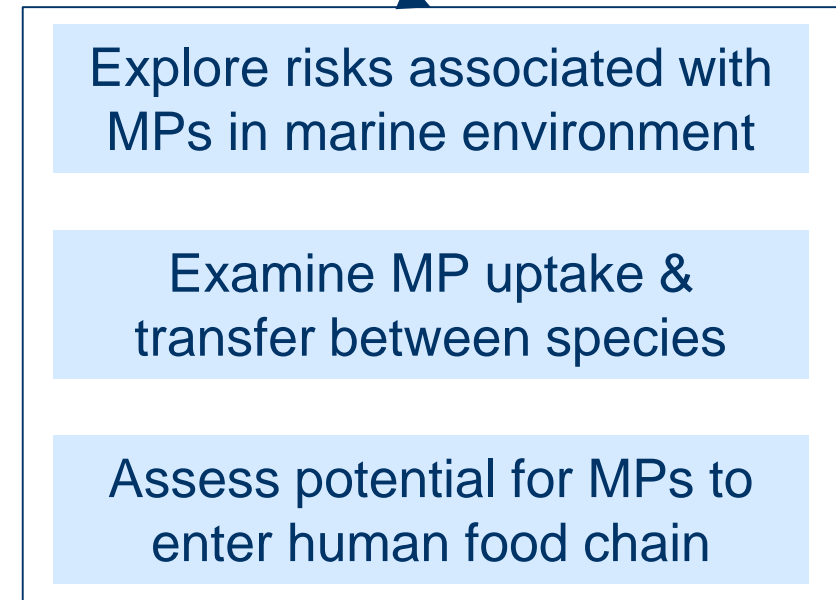 Explore risks associated with
MPs in marine environment
Examine MP uptake &
transfer between species
Assess potential for MPs to
enter human food chain